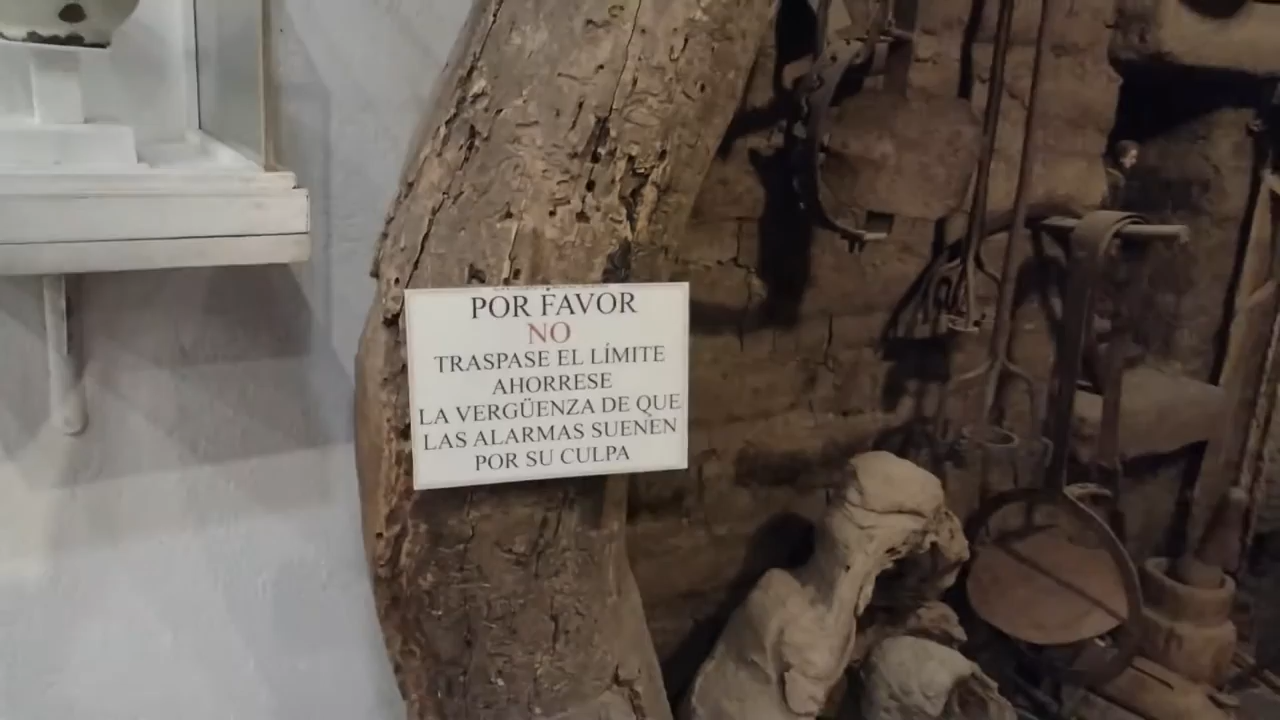 POR FAVOR
NO
TRASPASE EL LÍMITE
AHORRESE
LA VERGÜENZA DE QUE
LAS ALARMAS SUENEN
POR SU CULPA